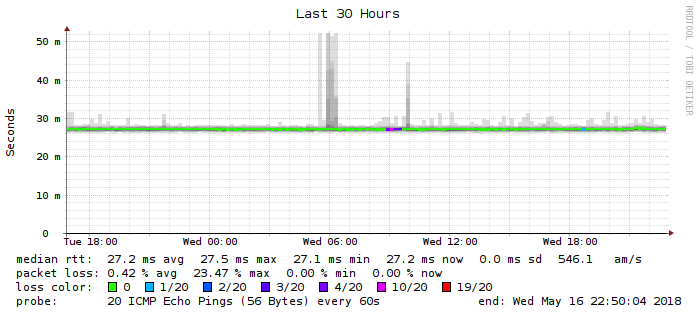 Last 30 Hours
RRDTOOL / TOBI OETIKER
Seconds
50 m
40 m
30 m
20 m
10 m
0
Tue 18:00 Wed 00:00 Wed 06:00 Wed 12:00 Wed 18:00
median rtt: 27.2 ms avg 27.5 ms max 27.1 ms min 27.2 ms now 0.0 ms sd 546.1 am/s
packet loss: 0.42 % avg 23.47 % max 0.00 % min 0.00 % now
loss color: 0 1/20 2/20 3/20 4/20 10/20 19/20
probe: 20 ICMP Echo Pings (56 Bytes) every 60s end: Wed May 16 22:50:04 2018